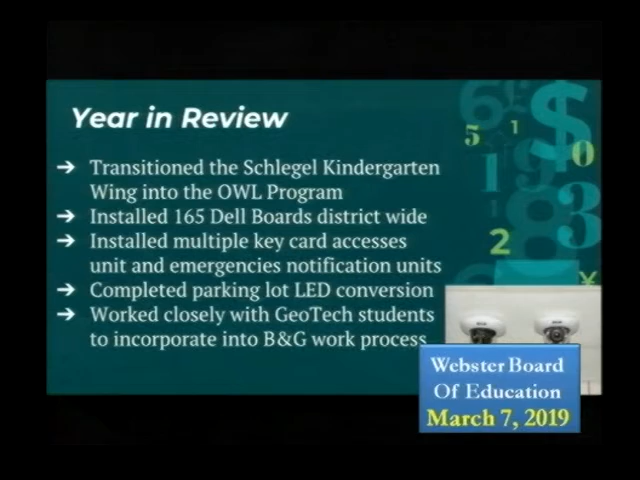 Year in Review
➔ Transitioned the Schlegel Kindergarten
Wing into the OWL Program
➔ Installed 165 Dell Boards district wide
➔ Installed multiple key card accesses
unit and emergencies notification units
➔ Completed parking lot LED conversion
➔ Worked closely with GeoTech students
to incorporate into B&G work process
Webster Board
Of Education
March 7, 2019